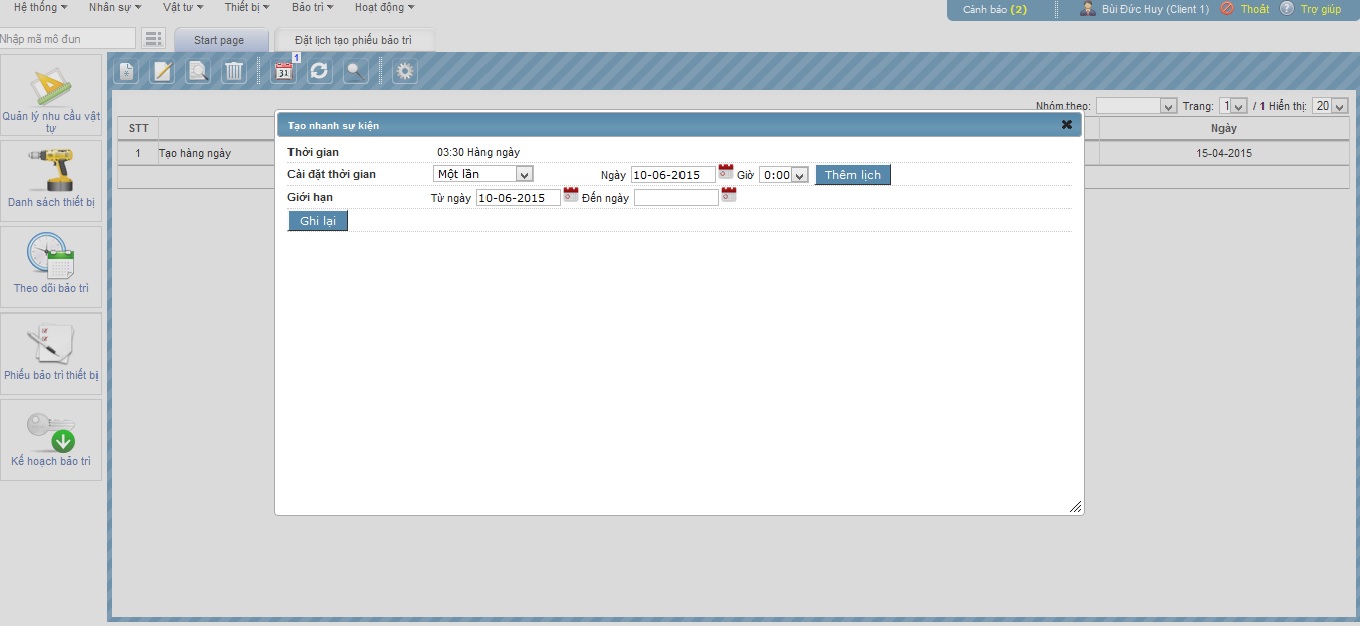 Hệ thống Nhân sự Vật tư Thiết bị Bảo trì Hoạt động Cảnh báo (2) Bùi Đức Huy (Client 1) Thoát Trợ giúp
Nhập mã mô đun Start page Đặt lịch tạo phiếu bảo trì
1
31
Quản lý nhu cầu vật tư
Danh sách thiết bị
Theo dõi bảo trì
Phiếu bảo trì thiết bị
Kế hoạch bảo trì
Nhóm theo: Trang: 1 / 1 Hiển thị: 20
STT Ngày
1 Tạo hàng ngày 15-04-2015
Tạo nhanh sự kiện
Thời gian 03:30 Hàng ngày
Cài đặt thời gian Một lần Ngày 10-06-2015 Giờ 0:00 Thêm lịch
Giới hạn Từ ngày 10-06-2015 Đến ngày
Ghi lại